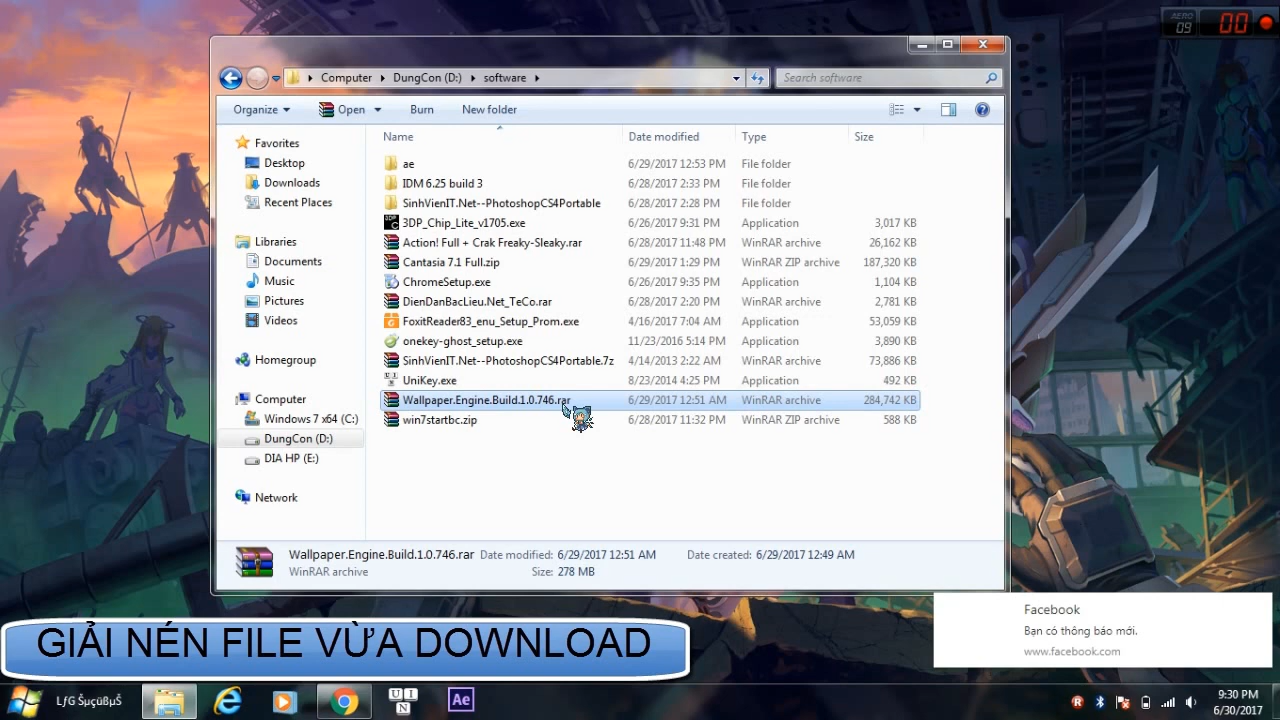 AERO
09
00
Computer
DungCon (D:)
software
Search software
Organize
Open
Burn
New folder
Name
Date modified
Type
Size
Favorites
Desktop
Downloads
Recent Places
Libraries
Documents
Music
Pictures
Videos
Homegroup
Computer
Windows 7 x64 (C:)
DungCon (D:)
DIA HP (E:)
Network
ae 6/29/2017 12:53 PM File folder
IDM 6.25 build 3 6/28/2017 2:33 PM File folder
SinhVienIT.Net--PhotoshopCS4Portable 6/28/2017 2:28 PM File folder
3DP_Chip_Lite_v1705.exe 6/26/2017 9:31 PM Application 3,017 KB
Action! Full + Crak Freaky-Sleaky.rar 6/28/2017 11:48 PM WinRAR archive 26,162 KB
Cantasia 7.1 Full.zip 6/29/2017 1:29 PM WinRAR ZIP archive 187,320 KB
ChromeSetup.exe 6/26/2017 9:35 PM Application 1,104 KB
DienDanBacLieu.Net_TeCo.rar 6/28/2017 2:20 PM WinRAR archive 2,781 KB
FoxitReader83_enu_Setup_Prom.exe 4/16/2017 7:04 AM Application 53,059 KB
onekey-ghost_setup.exe 11/23/2016 5:14 PM Application 3,890 KB
SinhVienIT.Net--PhotoshopCS4Portable.7z 4/14/2013 2:22 AM WinRAR archive 73,886 KB
UniKey.exe 8/23/2014 4:25 PM Application 492 KB
Wallpaper.Engine.Build.1.0.746.rar 6/29/2017 12:51 AM WinRAR archive 284,742 KB
win7startbc.zip 6/28/2017 11:32 PM WinRAR ZIP archive 588 KB
Wallpaper.Engine.Build.1.0.746.rar Date modified: 6/29/2017 12:51 AM Date created: 6/29/2017 12:49 AM
WinRAR archive Size: 278 MB
Facebook
Bạn có thông báo mới.
www.facebook.com
GIẢI NÉN FILE VỪA DOWNLOAD
LƒG ŠµçüßµŠ
U I
N
Ae
9:30 PM
6/30/2017